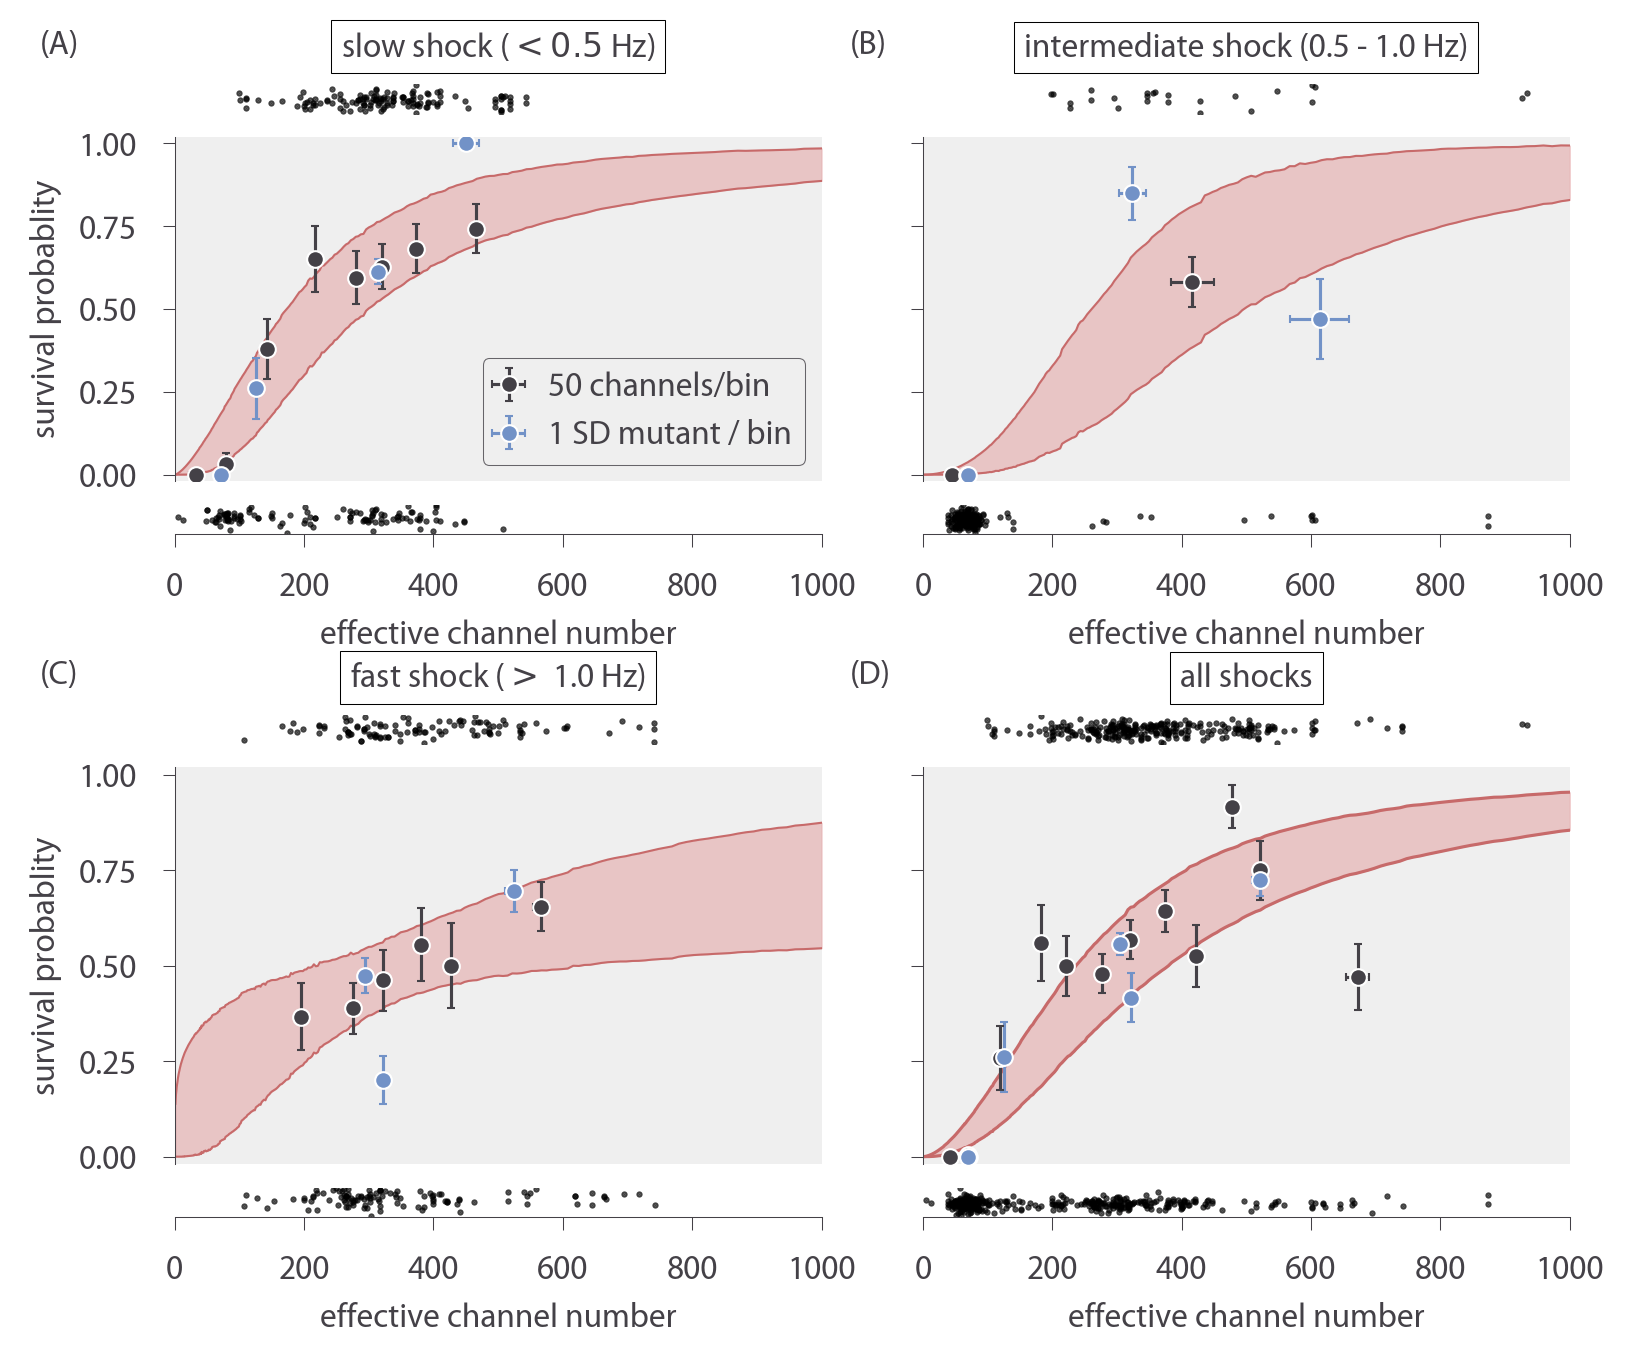 (A)
slow shock ( < 0.5 Hz)
(B)
intermediate shock (0.5 - 1.0 Hz)
1.00
0.75
0.50
0.25
0.00
survival probablity
50 channels/bin
1 SD mutant / bin
0 200 400 600 800 1000
effective channel number
0 200 400 600 800 1000
effective channel number
(C)
fast shock ( > 1.0 Hz)
(D)
all shocks
1.00
0.75
0.50
0.25
0.00
survival probablity
0 200 400 600 800 1000
effective channel number
0 200 400 600 800 1000
effective channel number